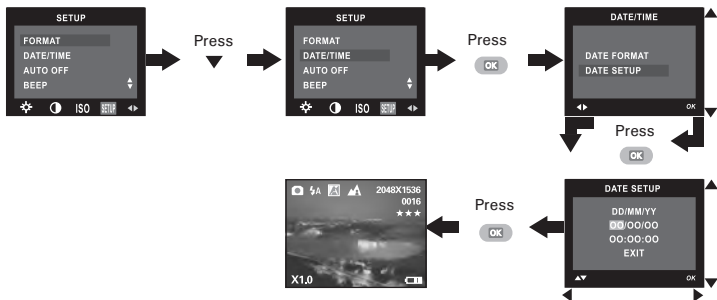 SETUP
FORMAT
DATE/TIME
AUTO OFF
BEEP
ISO SETUP
Press
SETUP
FORMAT
DATE/TIME
AUTO OFF
BEEP
ISO SETUP
Press
OK
DATE/TIME
DATE FORMAT
DATE SETUP
OK
Press
OK
DATE SETUP
DD/MM/YY
00/00/00
00:00:00
EXIT
OK
Press
OK
A 2048X1536
0016
X1.0